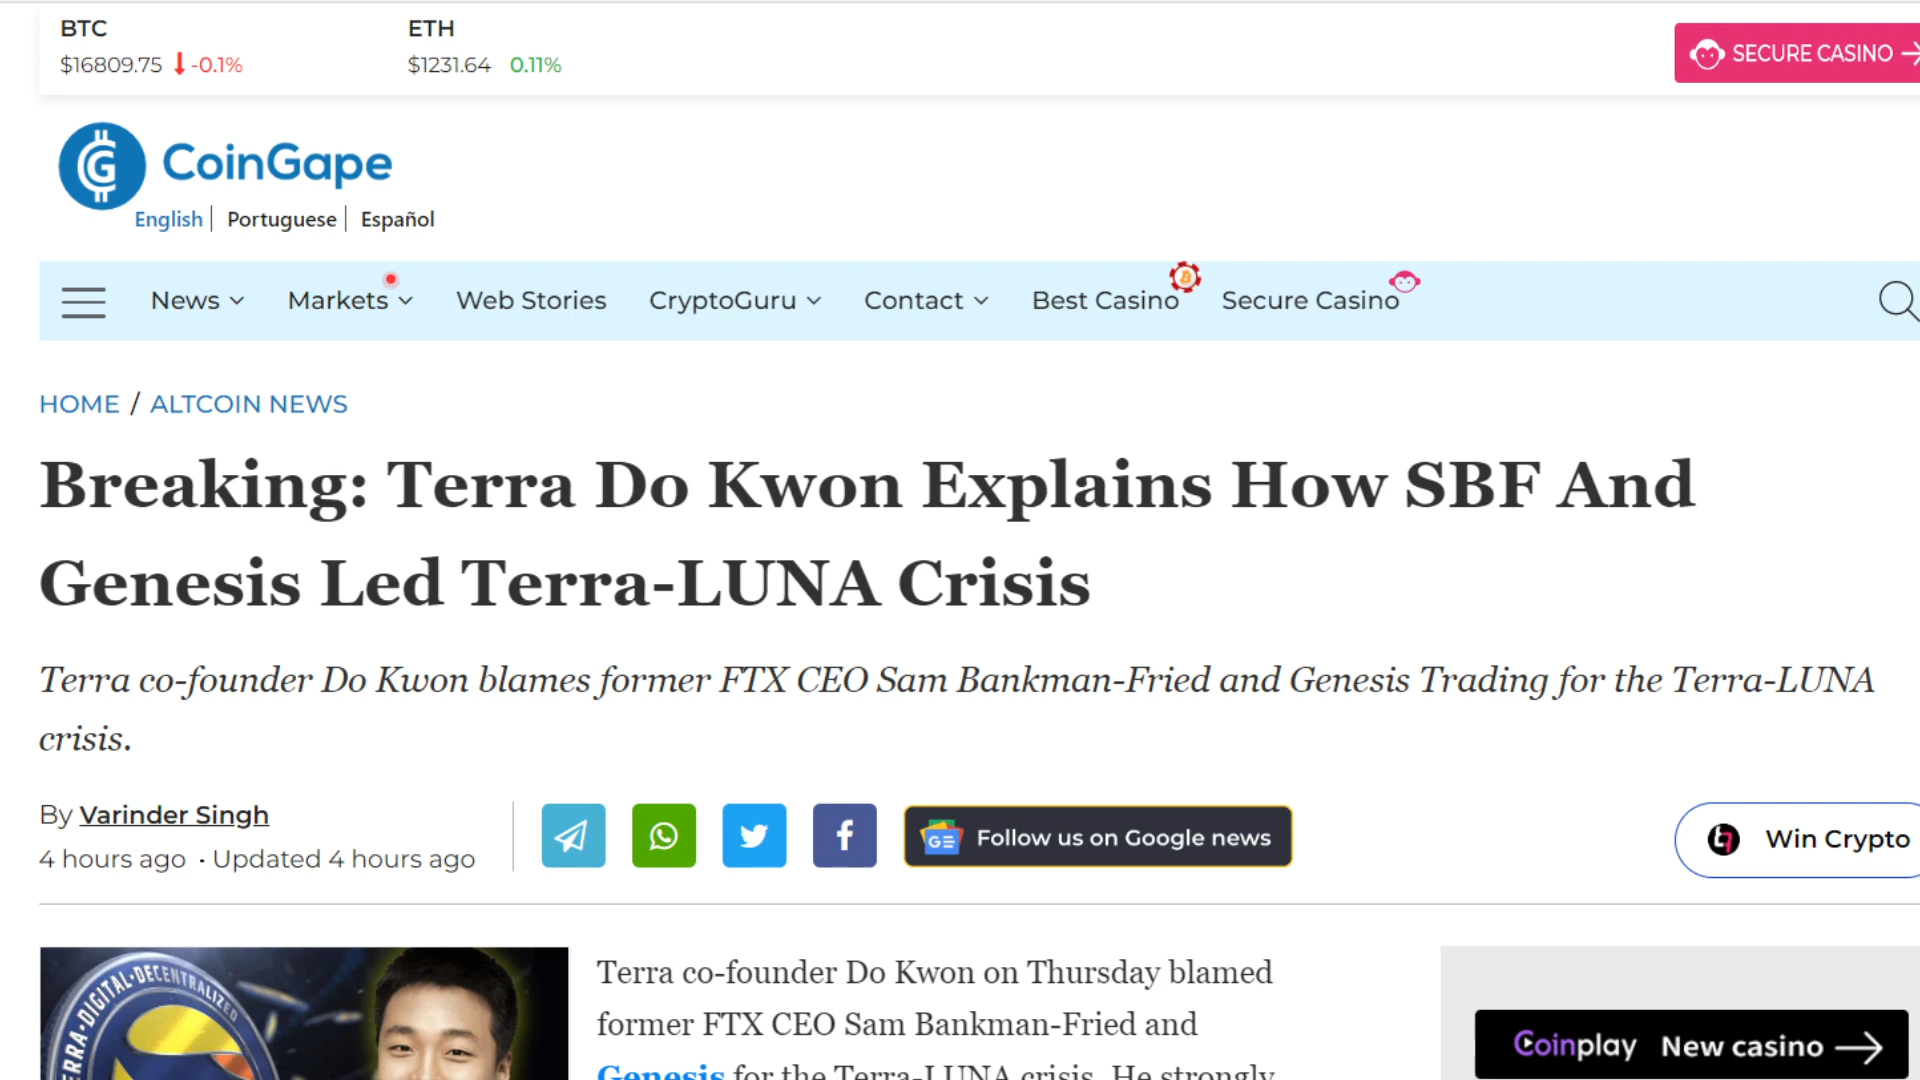 BTC
ETH
$16809.75 -0.1%
$1231.64 0.11%
SECURE CASINO
CoinGape
English | Portuguese | Español
News Markets Web Stories CryptoGuru Contact Best Casino Secure Casino
HOME / ALTCOIN NEWS
Breaking: Terra Do Kwon Explains How SBF And
Genesis Led Terra-LUNA Crisis
Terra co-founder Do Kwon blames former FTX CEO Sam Bankman-Fried and Genesis Trading for the Terra-LUNA
crisis.
By Varinder Singh
4 hours ago · Updated 4 hours ago
GE Follow us on Google news
Win Crypto
TERRA·DIGITAL·DECENTRALIZED
Terra co-founder Do Kwon on Thursday blamed
former FTX CEO Sam Bankman-Fried and
Genesis for the Terra-LUNA crisis. He strongly
Coinplay New casino